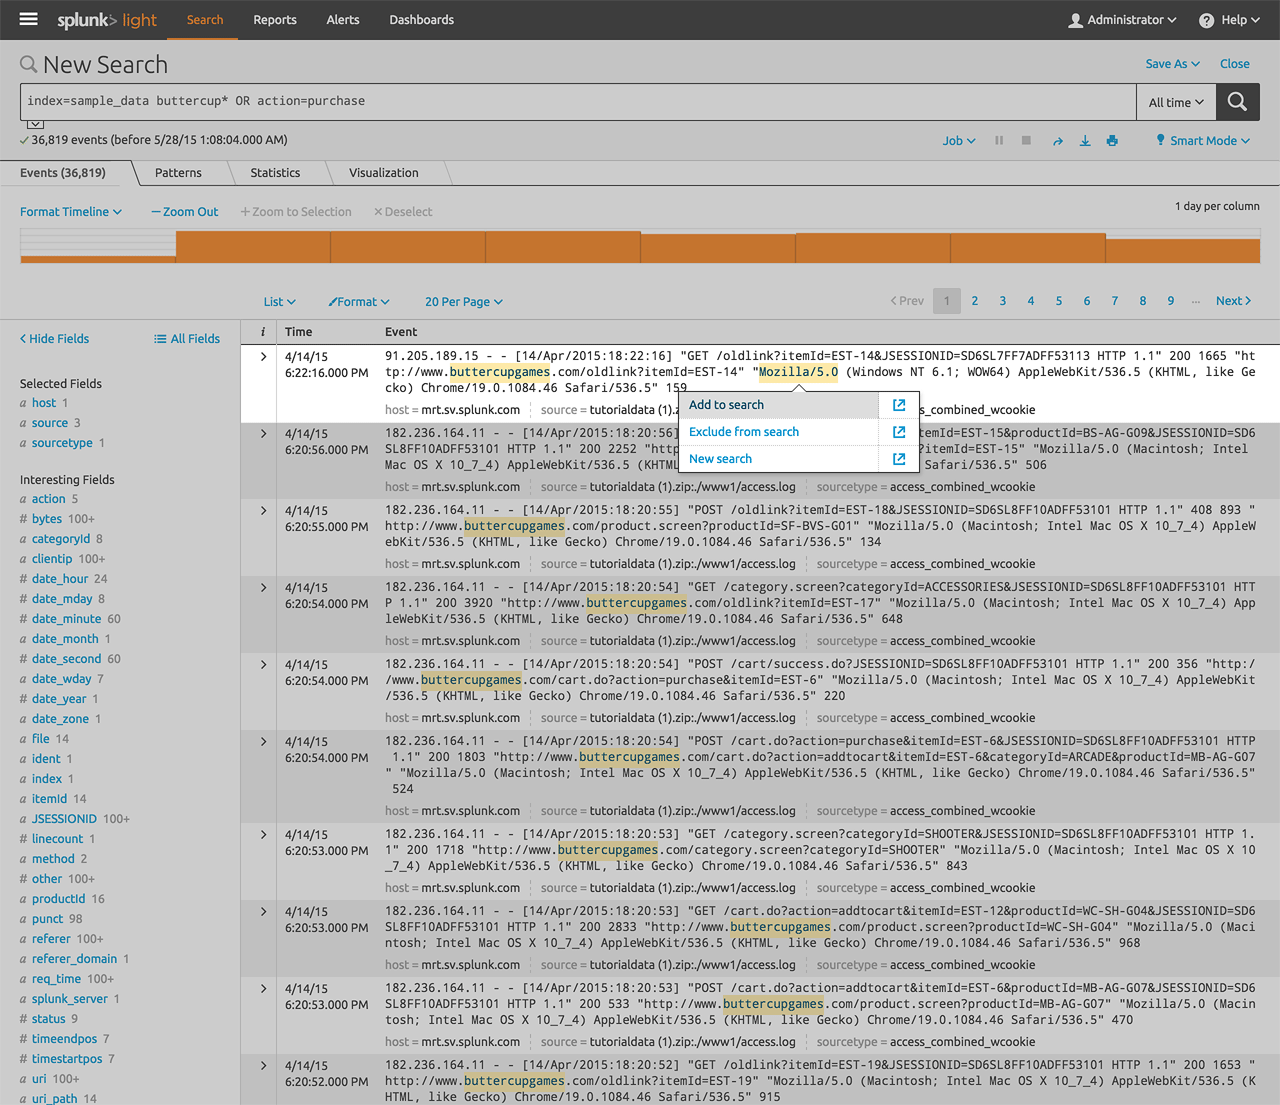 splunk> light Search Reports Alerts Dashboards Administrator Help
New Search Save As Close
index=sample_data buttercup* OR action=purchase All time
36,819 events (before 5/28/15 1:08:04.000 AM) Job Smart Mode
Events (36,819) Patterns Statistics Visualization
Format Timeline — Zoom Out + Zoom to Selection × Deselect 1 day per column
List Format 20 Per Page < Prev 1 2 3 4 5 6 7 8 9 ... Next >
< Hide Fields All Fields
Selected Fields
a host 1
a source 3
a sourcetype 1
Interesting Fields
a action 5
# bytes 100+
a categoryId 8
a clientip 100+
# date_hour 24
# date_mday 8
# date_minute 60
a date_month 1
# date_second 60
a date_wday 7
# date_year 1
a date_zone 1
a file 14
a ident 1
a index 1
a itemId 14
a JSESSIONID 100+
# linecount 1
a method 2
# other 100+
a productId 16
a punct 98
a referer 100+
a referer_domain 1
a req_time 100+
a splunk_server 1
# status 9
# timeendpos 7
# timestartpos 7
a uri 100+
a uri_path 14
i Time Event
4/14/15
6:22:16.000 PM
91.205.189.15 - - [14/Apr/2015:18:22:16] "GET /oldlink?itemId=EST-14&JSESSIONID=SD6SL7FF7ADFF53113 HTTP 1.1" 200 1665 "ht
tp://www.buttercupgames.com/oldlink?itemId=EST-14" "Mozilla/5.0 (Windows NT 6.1; WOW64) AppleWebKit/536.5 (KHTML, like Ge
cko) Chrome/19.0.1084.46 Safari/536.5" 159
host = mrt.sv.splunk.com source = tutorialdata (1).z access_combined_wcookie
Add to search
Exclude from search
New search
4/14/15
6:20:56.000 PM
182.236.164.11 - - [14/Apr/2015:18:20:56] itemId=EST-15&productId=BS-AG-G09&JSESSIONID=SD6
SL8FF10ADFF53101 HTTP 1.1" 200 2252 "http itemId=EST-15" "Mozilla/5.0 (Macintosh; Intel
Mac OS X 10_7_4) AppleWebKit/536.5 (KHTML, like Gecko) Chrome/19.0.1084.46 Safari/536.5" 506
host = mrt.sv.splunk.com source = tutorialdata (1).zip:./www1/access.log sourcetype = access_combined_wcookie
4/14/15
6:20:55.000 PM
182.236.164.11 - - [14/Apr/2015:18:20:55] "POST /oldlink?itemId=EST-18&JSESSIONID=SD6SL8FF10ADFF53101 HTTP 1.1" 408 893 "
http://www.buttercupgames.com/product.screen?productId=SF-BVS-G01" "Mozilla/5.0 (Macintosh; Intel Mac OS X 10_7_4) AppleW
ebKit/536.5 (KHTML, like Gecko) Chrome/19.0.1084.46 Safari/536.5" 134
host = mrt.sv.splunk.com source = tutorialdata (1).zip:./www1/access.log sourcetype = access_combined_wcookie
4/14/15
6:20:54.000 PM
182.236.164.11 - - [14/Apr/2015:18:20:54] "GET /category.screen?categoryId=ACCESSORIES&JSESSIONID=SD6SL8FF10ADFF53101 HTT
P 1.1" 200 3920 "http://www.buttercupgames.com/oldlink?itemId=EST-17" "Mozilla/5.0 (Macintosh; Intel Mac OS X 10_7_4) App
leWebKit/536.5 (KHTML, like Gecko) Chrome/19.0.1084.46 Safari/536.5" 648
host = mrt.sv.splunk.com source = tutorialdata (1).zip:./www1/access.log sourcetype = access_combined_wcookie
4/14/15
6:20:54.000 PM
182.236.164.11 - - [14/Apr/2015:18:20:54] "POST /cart/success.do?JSESSIONID=SD6SL8FF10ADFF53101 HTTP 1.1" 200 356 "http:/
/www.buttercupgames.com/cart.do?action=purchase&itemId=EST-6" "Mozilla/5.0 (Macintosh; Intel Mac OS X 10_7_4) AppleWebKit
/536.5 (KHTML, like Gecko) Chrome/19.0.1084.46 Safari/536.5" 220
host = mrt.sv.splunk.com source = tutorialdata (1).zip:./www1/access.log sourcetype = access_combined_wcookie
4/14/15
6:20:54.000 PM
182.236.164.11 - - [14/Apr/2015:18:20:54] "POST /cart.do?action=purchase&itemId=EST-6&JSESSIONID=SD6SL8FF10ADFF53101 HTTP
1.1" 200 1803 "http://www.buttercupgames.com/cart.do?action=addtocart&itemId=EST-6&categoryId=ARCADE&productId=MB-AG-G07
" "Mozilla/5.0 (Macintosh; Intel Mac OS X 10_7_4) AppleWebKit/536.5 (KHTML, like Gecko) Chrome/19.0.1084.46 Safari/536.5"
524
host = mrt.sv.splunk.com source = tutorialdata (1).zip:./www1/access.log sourcetype = access_combined_wcookie
4/14/15
6:20:53.000 PM
182.236.164.11 - - [14/Apr/2015:18:20:53] "GET /category.screen?categoryId=SHOOTER&JSESSIONID=SD6SL8FF10ADFF53101 HTTP 1.
1" 200 1718 "http://www.buttercupgames.com/category.screen?categoryId=SHOOTER" "Mozilla/5.0 (Macintosh; Intel Mac OS X 10
_7_4) AppleWebKit/536.5 (KHTML, like Gecko) Chrome/19.0.1084.46 Safari/536.5" 843
host = mrt.sv.splunk.com source = tutorialdata (1).zip:./www1/access.log sourcetype = access_combined_wcookie
4/14/15
6:20:53.000 PM
182.236.164.11 - - [14/Apr/2015:18:20:53] "GET /cart.do?action=addtocart&itemId=EST-12&productId=WC-SH-G04&JSESSIONID=SD6
SL8FF10ADFF53101 HTTP 1.1" 200 2833 "http://www.buttercupgames.com/product.screen?productId=WC-SH-G04" "Mozilla/5.0 (Maci
ntosh; Intel Mac OS X 10_7_4) AppleWebKit/536.5 (KHTML, like Gecko) Chrome/19.0.1084.46 Safari/536.5" 968
host = mrt.sv.splunk.com source = tutorialdata (1).zip:./www1/access.log sourcetype = access_combined_wcookie
4/14/15
6:20:53.000 PM
182.236.164.11 - - [14/Apr/2015:18:20:53] "POST /cart.do?action=addtocart&itemId=EST-6&productId=MB-AG-G07&JSESSIONID=SD6
SL8FF10ADFF53101 HTTP 1.1" 200 533 "http://www.buttercupgames.com/product.screen?productId=MB-AG-G07" "Mozilla/5.0 (Macin
tosh; Intel Mac OS X 10_7_4) AppleWebKit/536.5 (KHTML, like Gecko) Chrome/19.0.1084.46 Safari/536.5" 470
host = mrt.sv.splunk.com source = tutorialdata (1).zip:./www1/access.log sourcetype = access_combined_wcookie
4/14/15
6:20:52.000 PM
182.236.164.11 - - [14/Apr/2015:18:20:52] "GET /oldlink?itemId=EST-19&JSESSIONID=SD6SL8FF10ADFF53101 HTTP 1.1" 200 1653 "
http://www.buttercupgames.com/oldlink?itemId=EST-19" "Mozilla/5.0 (Macintosh; Intel Mac OS X 10_7_4) AppleWebKit/536.5 (K
HTML, like Gecko) Chrome/19.0.1084.46 Safari/536.5" 915